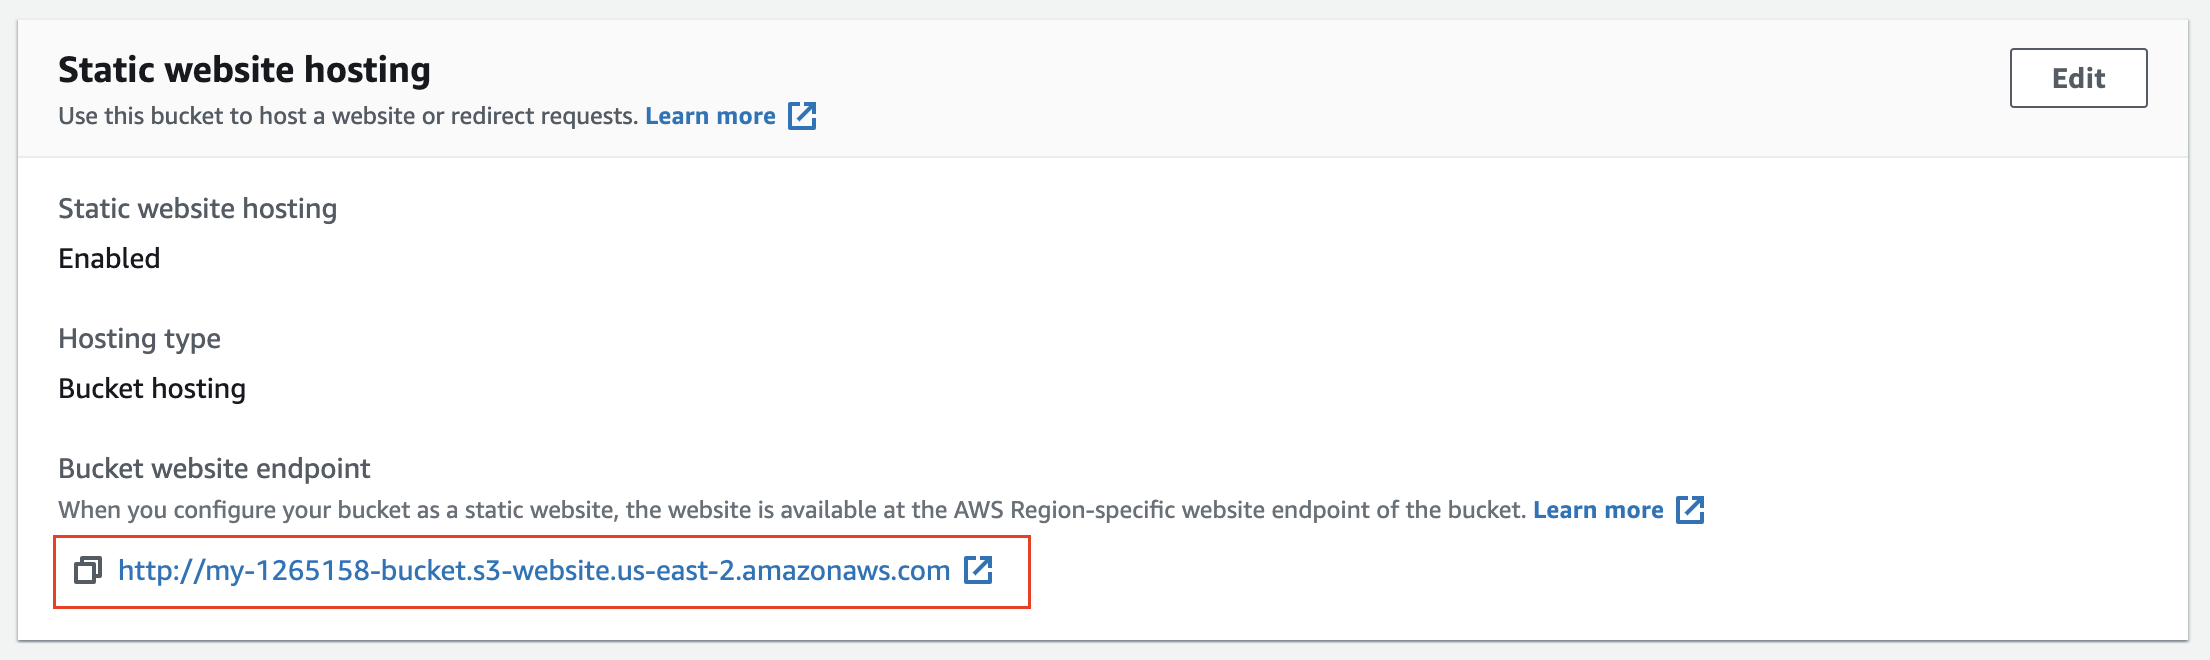 Static website hosting
Edit
Use this bucket to host a website or redirect requests. Learn more
Static website hosting
Enabled
Hosting type
Bucket hosting
Bucket website endpoint
When you configure your bucket as a static website, the website is available at the AWS Region-specific website endpoint of the bucket. Learn more
http://my-1265158-bucket.s3-website.us-east-2.amazonaws.com